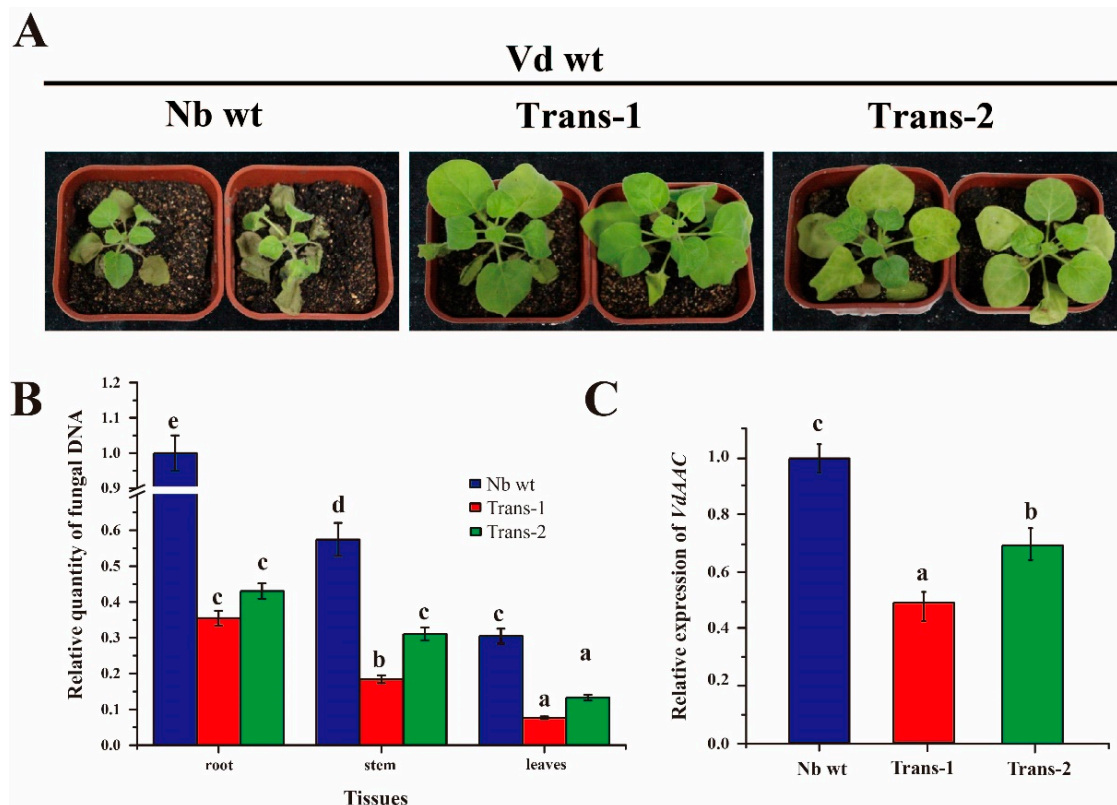 A
Vd wt
Nb wt Trans-1 Trans-2
B
Relative quantity of fungal DNA
1.2
1.1
1.0
0.9
0.6
0.5
0.4
0.3
0.2
0.1
0.0
e
c
c
d
b
c
c
a
a
Nb wt
Trans-1
Trans-2
root stem leaves
Tissues
C
Relative expression of VdAAC
1.0
0.8
0.6
0.4
0.2
0.0
c
a
b
Nb wt Trans-1 Trans-2